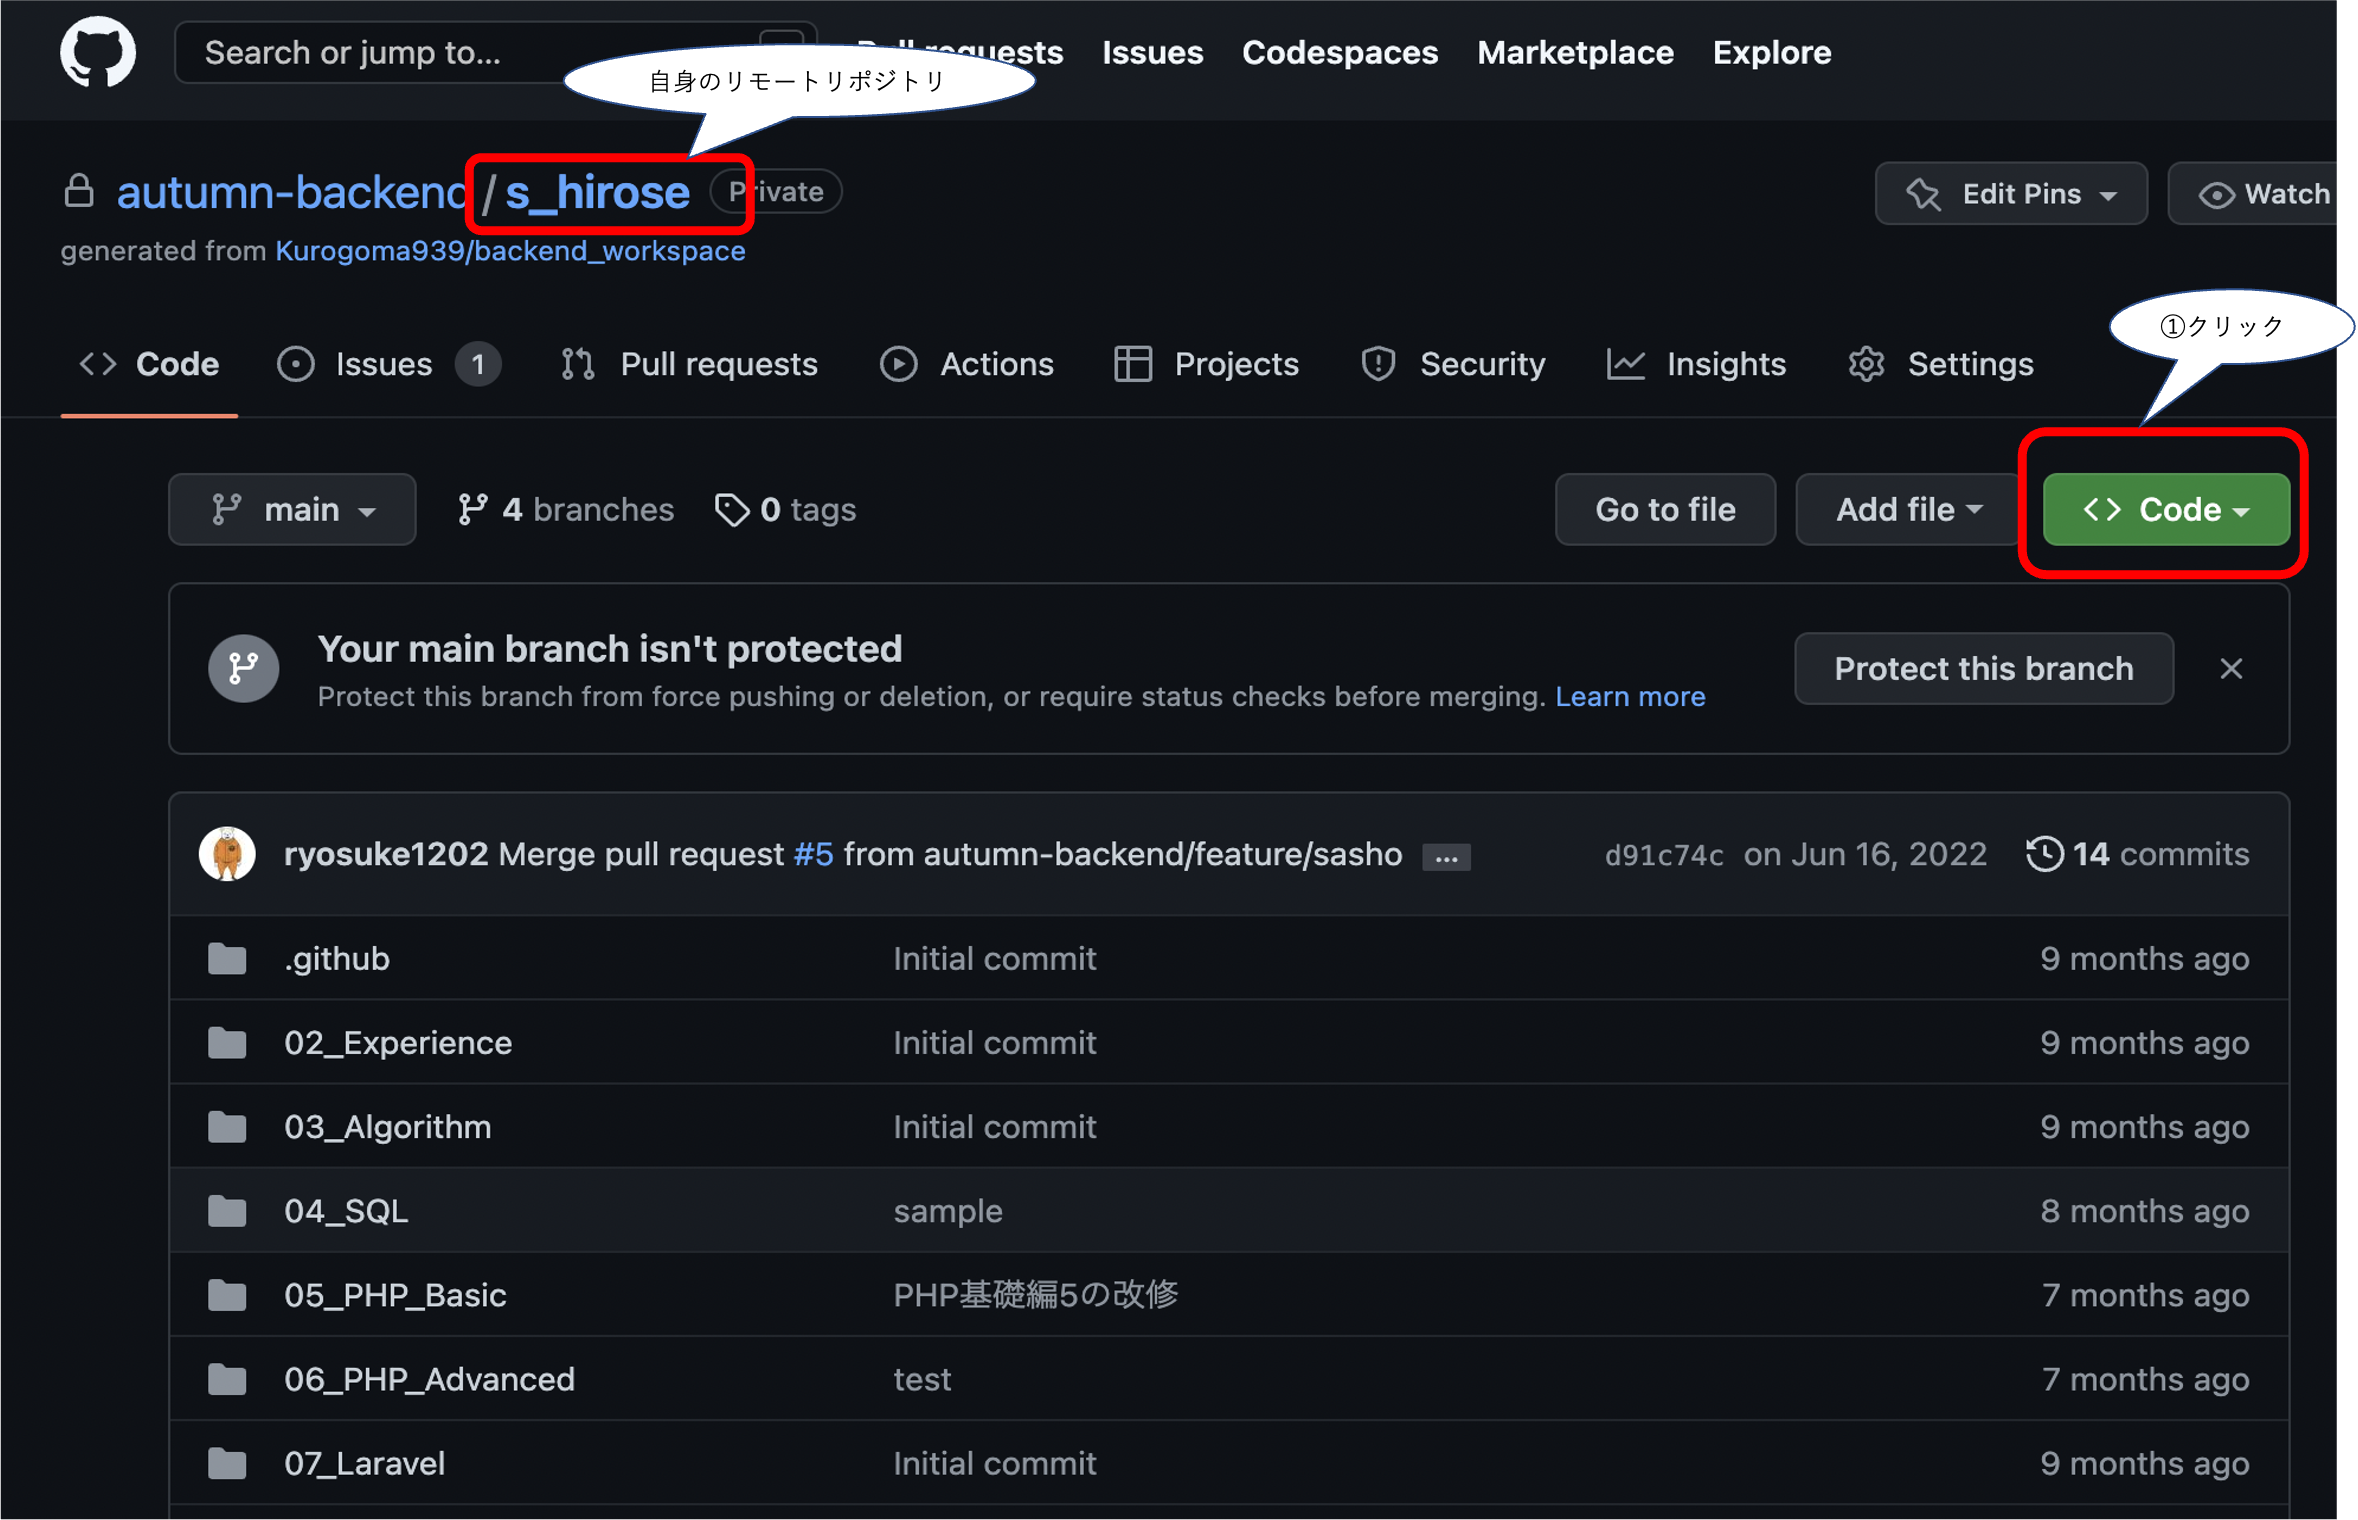 Search or jump to...
Pull requests
Issues
Codespaces
Marketplace
Explore
自身のリモートリポジトリ
autumn-backend/s_hirose
Private
Edit Pins
Watch
generated from Kurogoma939/backend_workspace
①クリック
Code
Issues 1
Pull requests
Actions
Projects
Security
Insights
Settings
main
4 branches
0 tags
Go to file
Add file
Code
Your main branch isn't protected
Protect this branch from force pushing or deletion, or require status checks before merging. Learn more
Protect this branch
ryosuke1202 Merge pull request #5 from autumn-backend/feature/sasho ...
d91c74c on Jun 16, 2022
14 commits
.github Initial commit 9 months ago
02_Experience Initial commit 9 months ago
03_Algorithm Initial commit 9 months ago
04_SQL sample 8 months ago
05_PHP_Basic PHP基礎編5の改修 7 months ago
06_PHP_Advanced test 7 months ago
07_Laravel Initial commit 9 months ago